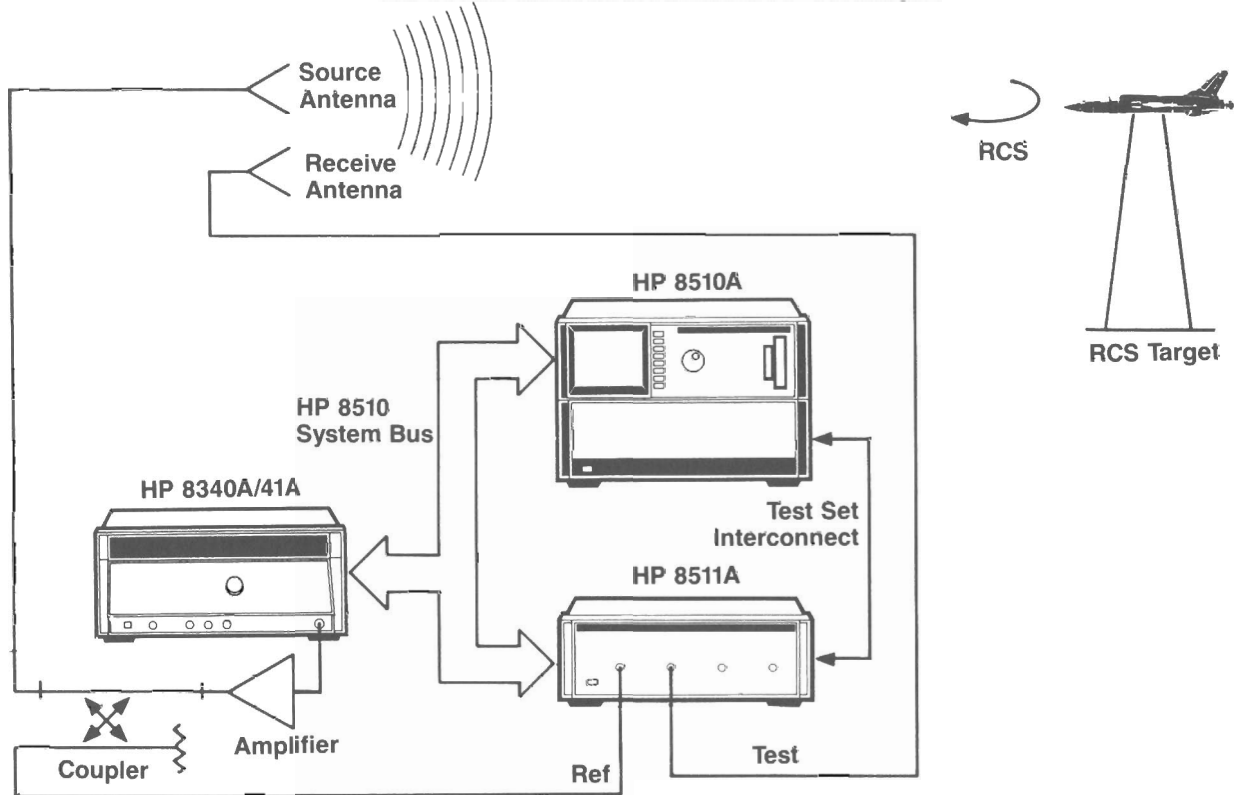 Source
Antenna
Receive
Antenna
RCS
RCS Target
HP 8510A
HP 8510
System Bus
HP 8340A/41A
Test Set
Interconnect
HP 8511A
Amplifier
Coupler
Ref
Test